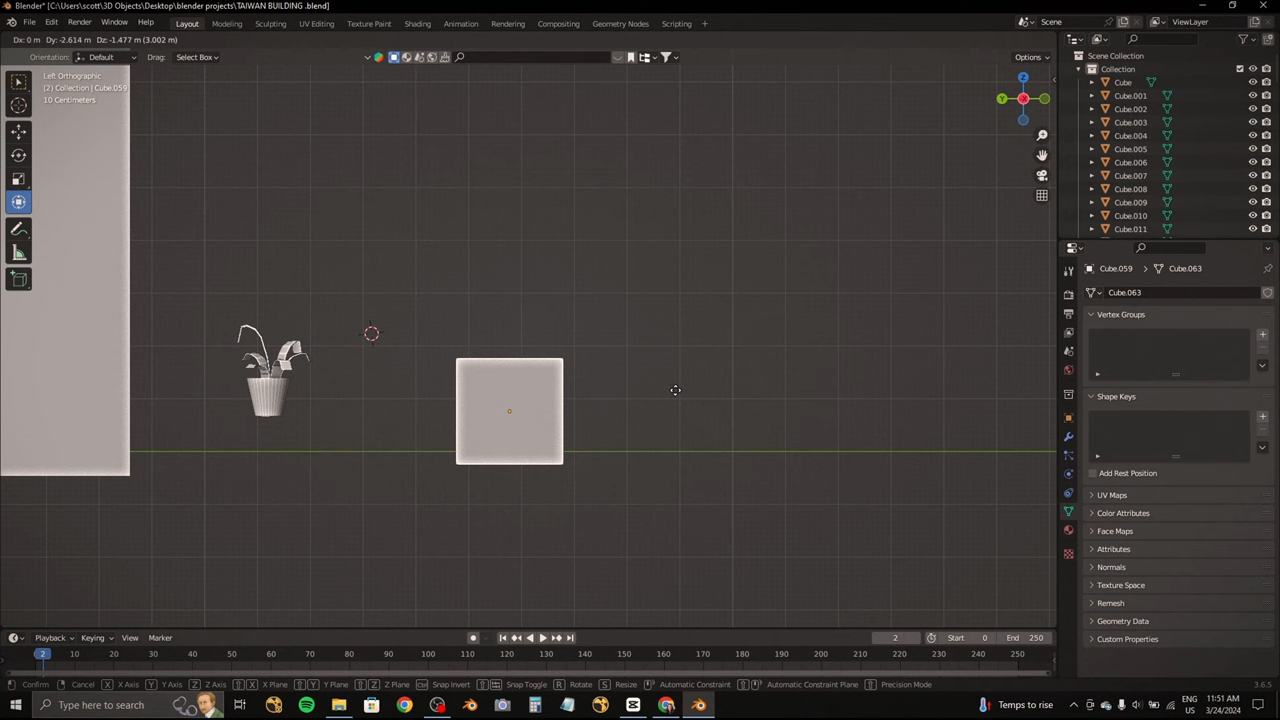 Blender* [C:\Users\scott\3D Objects\Desktop\blender projects\TAIWAN BUILDING .blend]
File Edit Render Window Help
Layout Modeling Sculpting UV Editing Texture Paint Shading Animation Rendering Compositing Geometry Nodes Scripting +
Scene
ViewLayer
Dx: 0 m Dy: -2.614 m Dz: -1.477 m (3.002 m)
Orientation: Default Drag: Select Box
Options
Left Orthographic
(2) Collection | Cube.059
10 Centimeters
Z
Y
X
Scene Collection
Collection
Cube
Cube.001
Cube.002
Cube.003
Cube.004
Cube.005
Cube.006
Cube.007
Cube.008
Cube.009
Cube.010
Cube.011
Cube.059 > Cube.063
Cube.063
Vertex Groups
Shape Keys
Add Rest Position
UV Maps
Color Attributes
Face Maps
Attributes
Normals
Texture Space
Remesh
Geometry Data
Custom Properties
Playback Keying View Marker
2 Start 0 End 250
2 10 20 30 40 50 60 70 80 90 100 110 120 130 140 150 160 170 180 190 200 210 220 230 240 250
Confirm Cancel X X Axis Y Y Axis Z Z Axis X X Plane Y Y Plane Z Z Plane Snap Invert Snap Toggle R Rotate S Resize Automatic Constraint Automatic Constraint Plane Precision Mode
3.6.5
Type here to search
Temps to rise
ENG
US
11:51 AM
3/24/2024